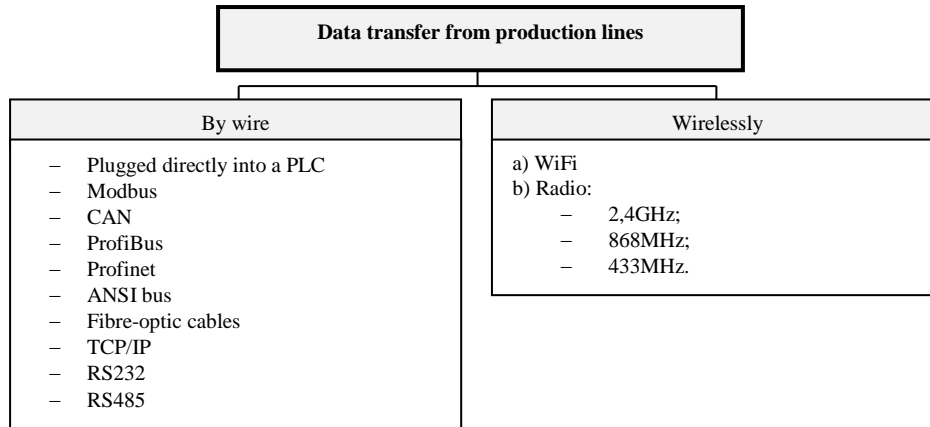 Data transfer from production lines
By wire
– Plugged directly into a PLC
– Modbus
– CAN
– ProfiBus
– Profinet
– ANSI bus
– Fibre-optic cables
– TCP/IP
– RS232
– RS485
Wirelessly
a) WiFi
b) Radio:
– 2,4GHz;
– 868MHz;
– 433MHz.